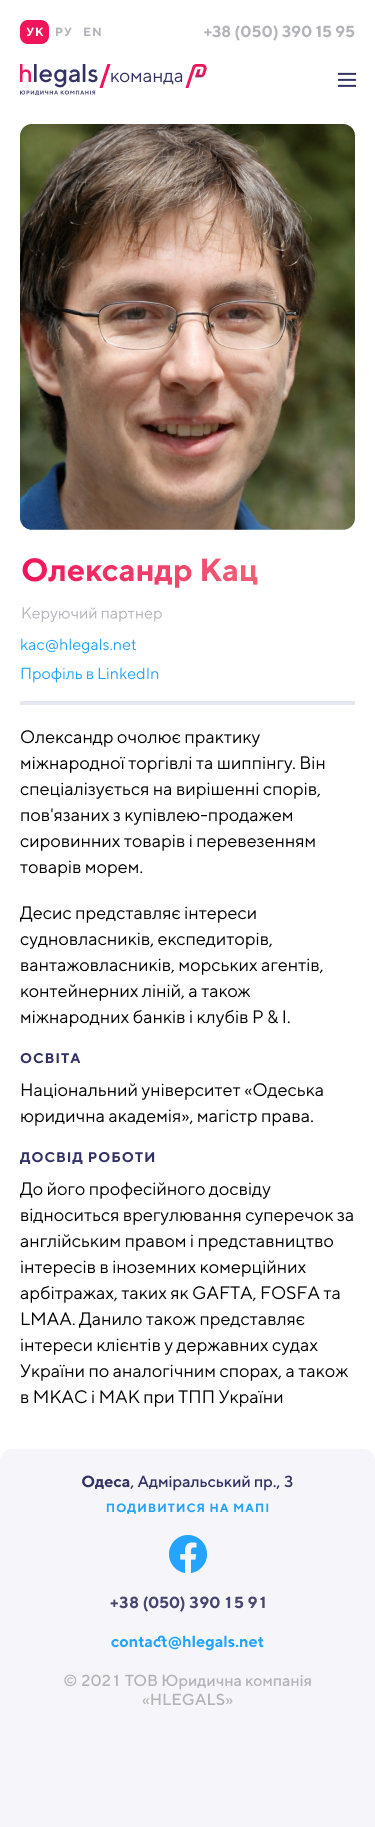 УК РУ EN +38 (050) 390 15 95
hlegals/команда
ЮРИДИЧНА КОМПАНІЯ
Олександр Кац
Керуючий партнер
kac@hlegals.net
Профіль в LinkedIn
Олександр очолює практику
міжнародної торгівлі та шиппінгу. Він
спеціалізується на вирішенні спорів,
пов'язаних з купівлею-продажем
сировинних товарів і перевезенням
товарів морем.
Десис представляє інтереси
судновласників, експедиторів,
вантажовласників, морських агентів,
контейнерних ліній, а також
міжнародних банків і клубів P & I.
ОСВІТА
Національний університет «Одеська
юридична академія», магістр права.
ДОСВІД РОБОТИ
До його професійного досвіду
відноситься врегулювання суперечок за
англійським правом і представництво
інтересів в іноземних комерційних
арбітражах, таких як GAFTA, FOSFA та
LMAA. Данило також представляє
інтереси клієнтів у державних судах
України по аналогічним спорах, а також
в МКАС і МАК при ТПП України
Одеса, Адміральський пр., 3
ПОДИВИТИСЯ НА МАПІ
+38 (050) 390 15 91
contact@hlegals.net
© 2021 ТОВ Юридична компанія
«HLEGALS»